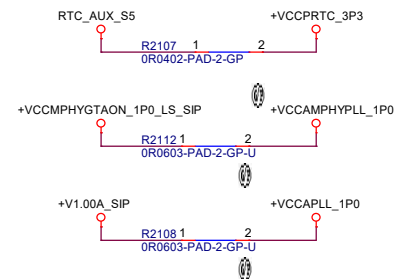 RTC_AUX_S5 +VCCPRTC_3P3
R2107 1 2
0R0402-PAD-2-GP
+VCCMPHYGTAON_1P0_LS_SIP +VCCAMPHYPLL_1P0
R2112 1 2
0R0603-PAD-2-GP-U
+V1.00A_SIP +VCCAPLL_1P0
R2108 1 2
0R0603-PAD-2-GP-U